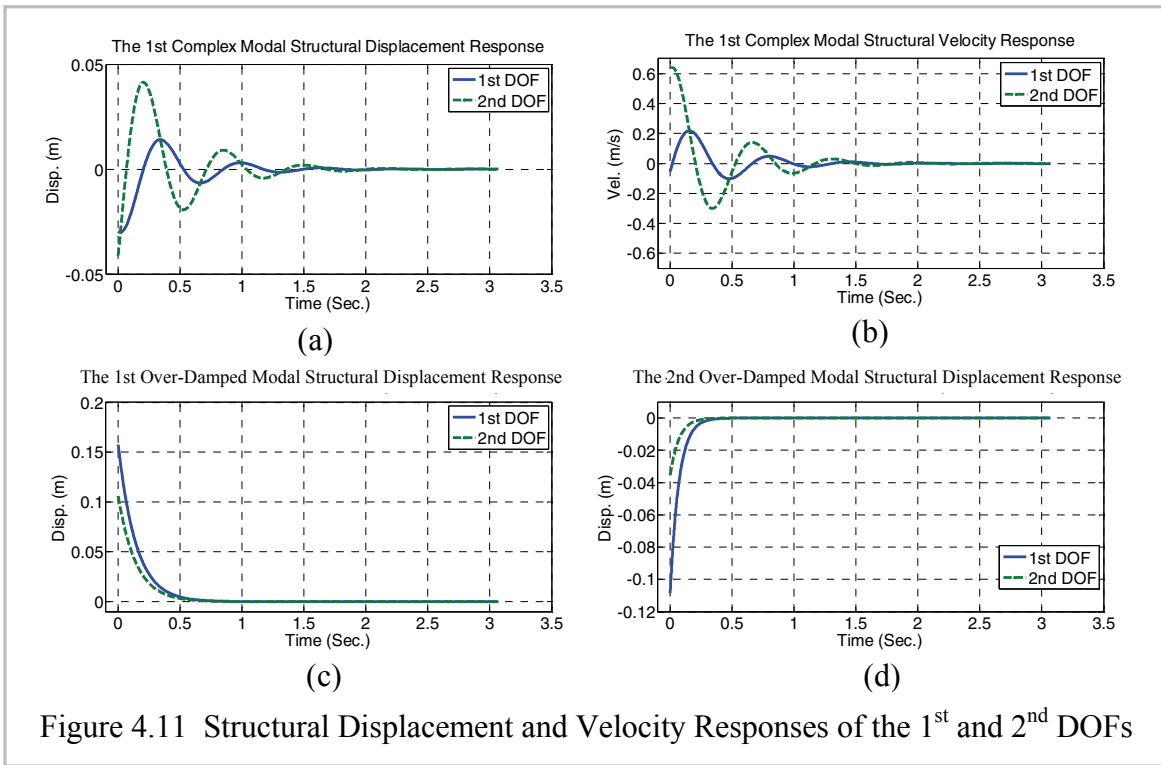 The 1st Complex Modal Structural Displacement Response
0.05
0
-0.05
Disp. (m)
1st DOF
2nd DOF
0 0.5 1 1.5 2 2.5 3 3.5
Time (Sec.)
(a)
The 1st Complex Modal Structural Velocity Response
0.6
0.4
0.2
0
-0.2
-0.4
-0.6
Vel. (m/s)
1st DOF
2nd DOF
0 0.5 1 1.5 2 2.5 3 3.5
Time (Sec.)
(b)
The 1st Over-Damped Modal Structural Displacement Response
0.2
0.15
0.1
0.05
0
Disp. (m)
1st DOF
2nd DOF
0 0.5 1 1.5 2 2.5 3 3.5
Time (Sec.)
(c)
The 2nd Over-Damped Modal Structural Displacement Response
0
-0.02
-0.04
-0.06
-0.08
-0.1
-0.12
Disp. (m)
1st DOF
2nd DOF
0 0.5 1 1.5 2 2.5 3 3.5
Time (Sec.)
(d)
Figure 4.11 Structural Displacement and Velocity Responses of the 1st and 2nd DOFs